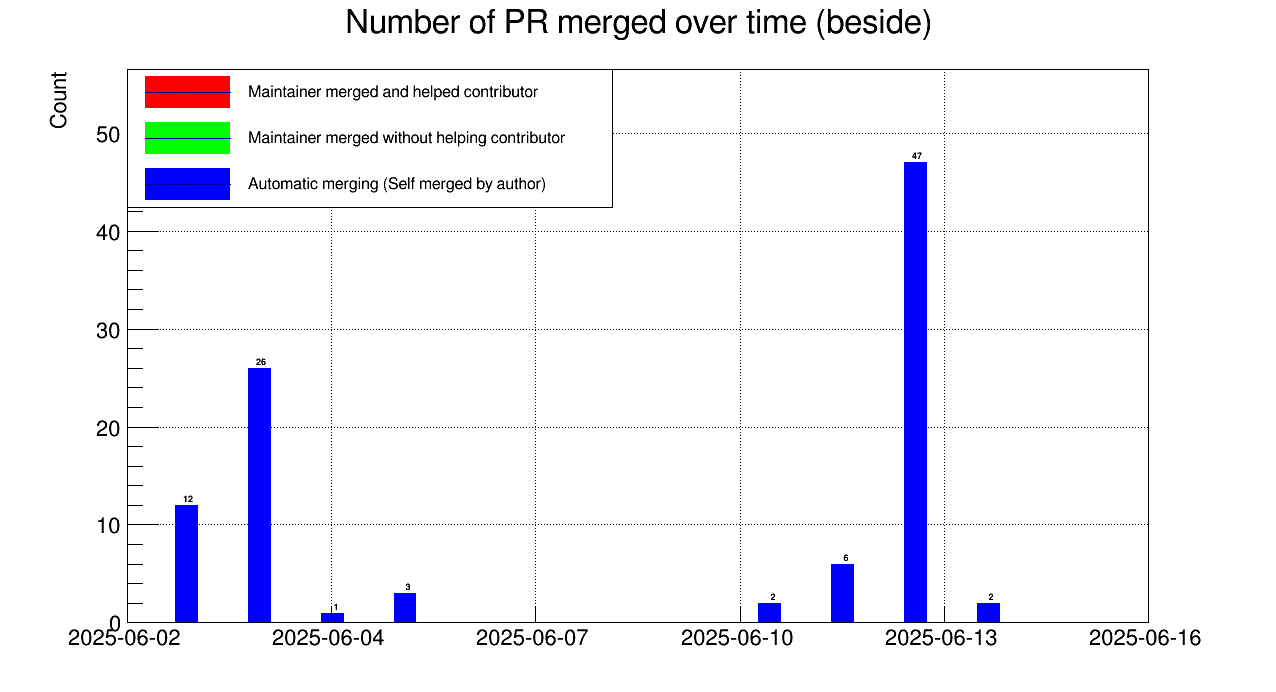 Number of PR merged over time (beside)
Count
Maintainer merged and helped contributor
Maintainer merged without helping contributor
Automatic merging (Self merged by author)
50
40
30
20
10
0
47
26
12
1
3
2
6
2
2025-06-02 2025-06-04 2025-06-07 2025-06-10 2025-06-13 2025-06-16